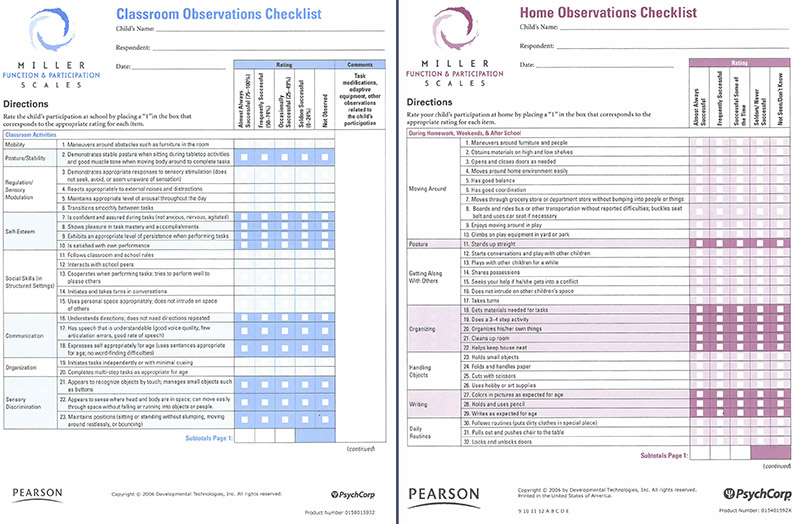 Classroom Observations Checklist
Child's Name:
Respondent:
Date:
MILLER
FUNCTION & PARTICIPATION
SCALES
Rating
Comments
Almost Always Successful (75-100%)
Frequently Successful (50-74%)
Occasionally Successful (25-49%)
Seldom Successful (0-24%)
Not Observed
Task
modifications,
adaptive
equipment, other
observations
related to
the child's
participation
Directions
Rate the child's participation at school by placing a "1" in the box that
corresponds to the appropriate rating for each item.
Classroom Activities
Mobility
1. Maneuvers around obstacles such as furniture in the room
Posture/Stability
2. Demonstrates stable posture when sitting during tabletop activities
and good muscle tone when moving body around to complete tasks
Regulation/
Sensory
Modulation
3. Demonstrates appropriate responses to sensory stimulation (does
not seek, avoid, or seem unaware of sensation)
4. Reacts appropriately to external noises and distractions
5. Maintains appropriate level of arousal throughout the day
6. Transitions smoothly between tasks
Self-Esteem
7. Is confident and assured during tasks (not anxious, nervous, agitated)
8. Shows pleasure in task mastery and accomplishments
9. Exhibits an appropriate level of persistence when performing tasks
10. Is satisfied with own performance
Social Skills (in
Structured Settings)
11. Follows classroom and school rules
12. Interacts with school peers
13. Cooperates when performing tasks; tries to perform well to
please others
14. Initiates and takes turns in conversations
15. Uses personal space appropriately; does not intrude on space
of others
Communication
16. Understands directions; does not need directions repeated
17. Has speech that is understandable (good voice quality, few
articulation errors, good rate of speech)
18. Expresses self appropriately for age (uses sentences appropriate
for age; no word-finding difficulties)
Organization
19. Initiates tasks independently or with minimal cueing
20. Completes multi-step tasks as appropriate for age
Sensory
Discrimination
21. Appears to recognize objects by touch; manages small objects such
as buttons
22. Appears to sense where head and body are in space; can move easily
through space without falling or running into objects or people.
23. Maintains positions (sitting or standing without slumping, moving
around restlessly, or bouncing)
Subtotals Page 1:
(continued)
PEARSON
Copyright © 2006 by Developmental Technologies, Inc. All rights reserved.
PsychCorp
Product Number 0158015932
Home Observations Checklist
Child's Name:
Respondent:
Date:
MILLER
FUNCTION & PARTICIPATION
SCALES
Rating
Almost Always Successful
Frequently Successful
Successful Some of the Time
Seldom/Never Successful
Not Seen/Don't Know
Directions
Rate your child's participation at home by placing a "1" in the box that corresponds to the
appropriate rating for each item.
During Homework, Weekends, & After School
Moving Around
1. Maneuvers around furniture and people
2. Obtains materials on high and low shelves
3. Opens and closes doors as needed
4. Moves around home environment easily
5. Has good balance
6. Has good coordination
7. Moves through grocery store or department store without bumping into people or things
8. Boards and rides bus or other transportation without reported difficulties; buckles seat
belt and uses car seat if necessary
9. Enjoys moving around in play
10. Climbs on play equipment in yard or park
Posture
11. Stands up straight
Getting Along
With Others
12. Starts conversations and play with other children
13. Plays with other children for a while
14. Shares possessions
15. Seeks your help if he/she gets into a conflict
16. Does not intrude on other children's space
17. Takes turns
Organizing
18. Gets materials needed for tasks
19. Does a 3-4 step activity
20. Organizes his/her own things
21. Cleans up room
22. Helps keep house neat
Handling
Objects
23. Holds small objects
24. Folds and handles paper
25. Cuts with scissors
26. Uses hobby or art supplies
Writing
27. Colors in pictures as expected for age
28. Holds and uses pencil
29. Writes as expected for age
Daily
Routines
30. Follows routines (puts dirty clothes in special place)
31. Pulls out and pushes chair to the table
32. Locks and unlocks doors
Subtotals Page 1:
(continued)
PEARSON
Copyright © 2006 by Developmental Technologies, Inc. All rights reserved.
Printed in the United States of America.
9 10 11 12 A B C D E
PsychCorp
Product Number 015401592X